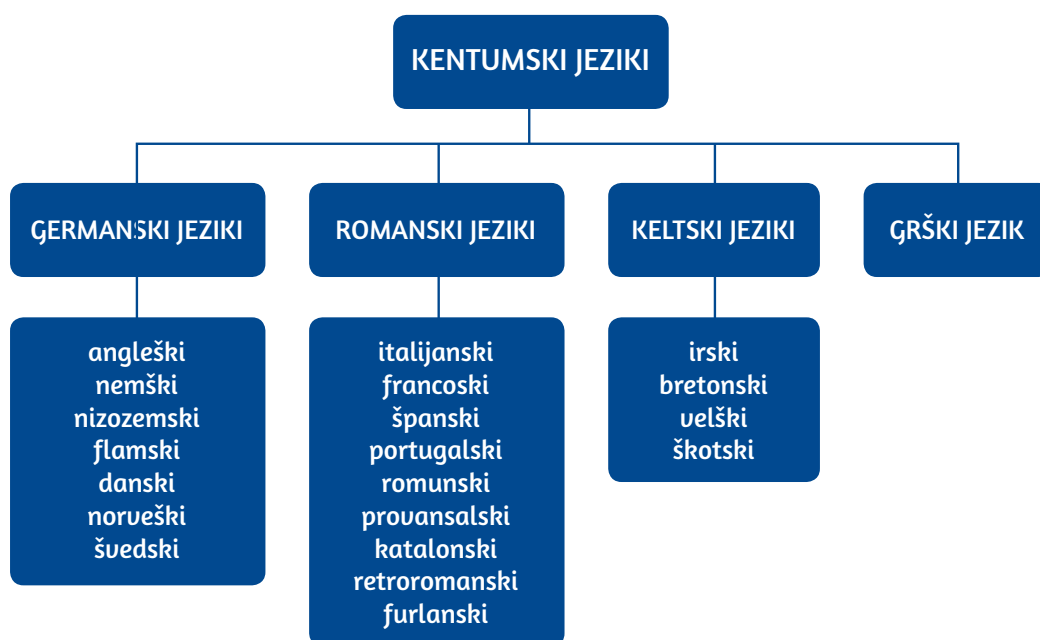 KENTUMSKI JEZIKI
GERMANSKI JEZIKI
ROMANSKI JEZIKI
KELTSKI JEZIKI
GRŠKI JEZIK
angleški
nemški
nizozemski
flamski
danski
norveški
švedski
italijanski
francoski
španski
portugalski
romunski
provansalski
katalonski
retroromanski
furlanski
irski
bretonski
velški
škotski